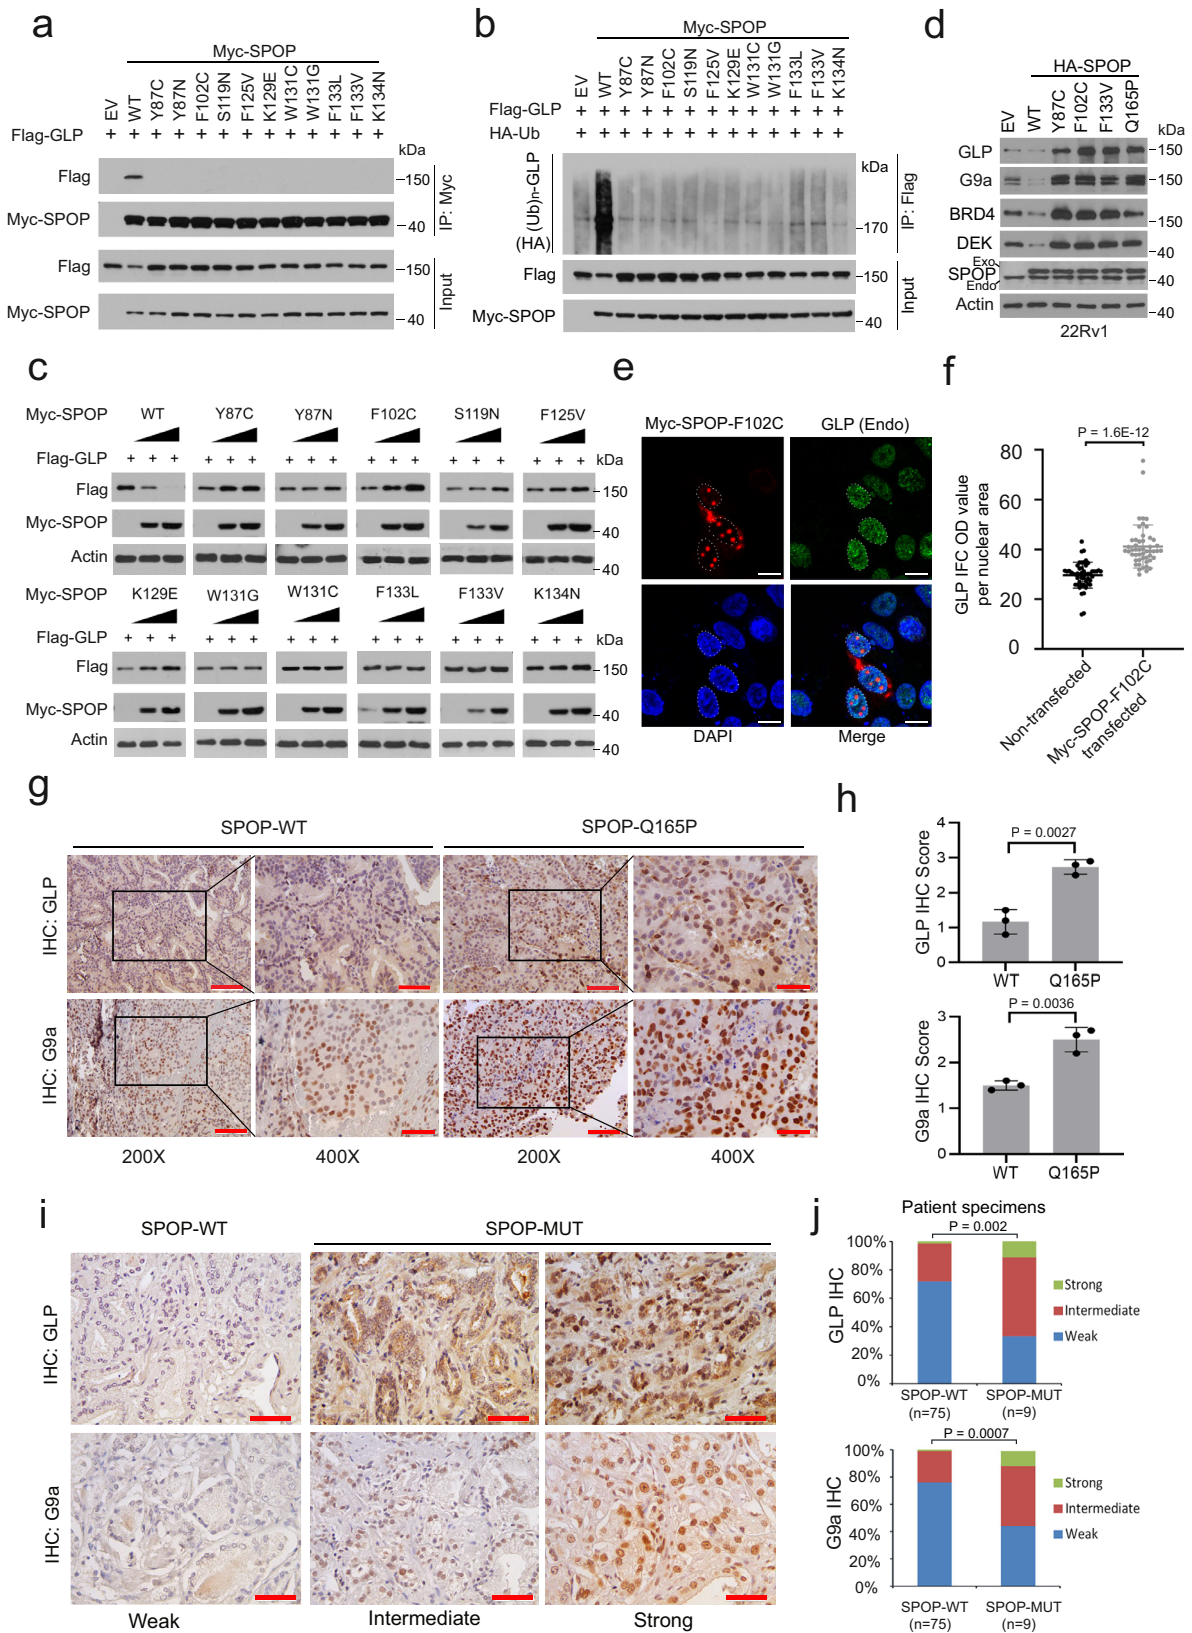 a
Myc-SPOP
EV
WT
Y87C
Y87N
F102C
S119N
F125V
K129E
W131C
W131G
F133L
F133V
K134N
Flag-GLP + + + + + + + + + + + + +
kDa
Flag
150
Myc-SPOP
40
IP: Myc
Flag
150
Myc-SPOP
40
Input
b
Myc-SPOP
EV
WT
Y87C
Y87N
F102C
S119N
F125V
K129E
W131C
W131G
F133L
F133V
K134N
Flag-GLP + + + + + + + + + + + + +
HA-Ub + + + + + + + + + + + + +
kDa
(Ub)n-GLP
(HA)
170
IP: Flag
Flag
150
Myc-SPOP
40
Input
d
HA-SPOP
EV
WT
Y87C
F102C
F133V
Q165P
kDa
GLP
150
G9a
150
BRD4
150
DEK
40
Exo
SPOP
Endo
40
Actin
40
22Rv1
c
Myc-SPOP WT Y87C Y87N F102C S119N F125V
Flag-GLP + + + + + + + + + + + + + + + + + + kDa
Flag
150
Myc-SPOP
40
Actin
40
Myc-SPOP K129E W131G W131C F133L F133V K134N
Flag-GLP + + + + + + + + + + + + + + + + + + kDa
Flag
150
Myc-SPOP
40
Actin
40
e
Myc-SPOP-F102C GLP (Endo)
DAPI Merge
f
P = 1.6E-12
GLP IFC OD value
per nuclear area
80
60
40
20
0
Non-transfected
Myc-SPOP-F102C
transfected
g
SPOP-WT SPOP-Q165P
IHC: GLP
IHC: G9a
200X 400X 200X 400X
h
P = 0.0027
GLP IHC Score
4
3
2
1
0
WT Q165P
P = 0.0036
G9a IHC Score
3
2
1
0
WT Q165P
i
SPOP-WT SPOP-MUT
IHC: GLP
IHC: G9a
Weak Intermediate Strong
j
Patient specimens
P = 0.002
GLP IHC
100%
80%
60%
40%
20%
0%
Strong
Intermediate
Weak
SPOP-WT SPOP-MUT
(n=75) (n=9)
P = 0.0007
G9a IHC
100%
80%
60%
40%
20%
0%
Strong
Intermediate
Weak
SPOP-WT SPOP-MUT
(n=75) (n=9)